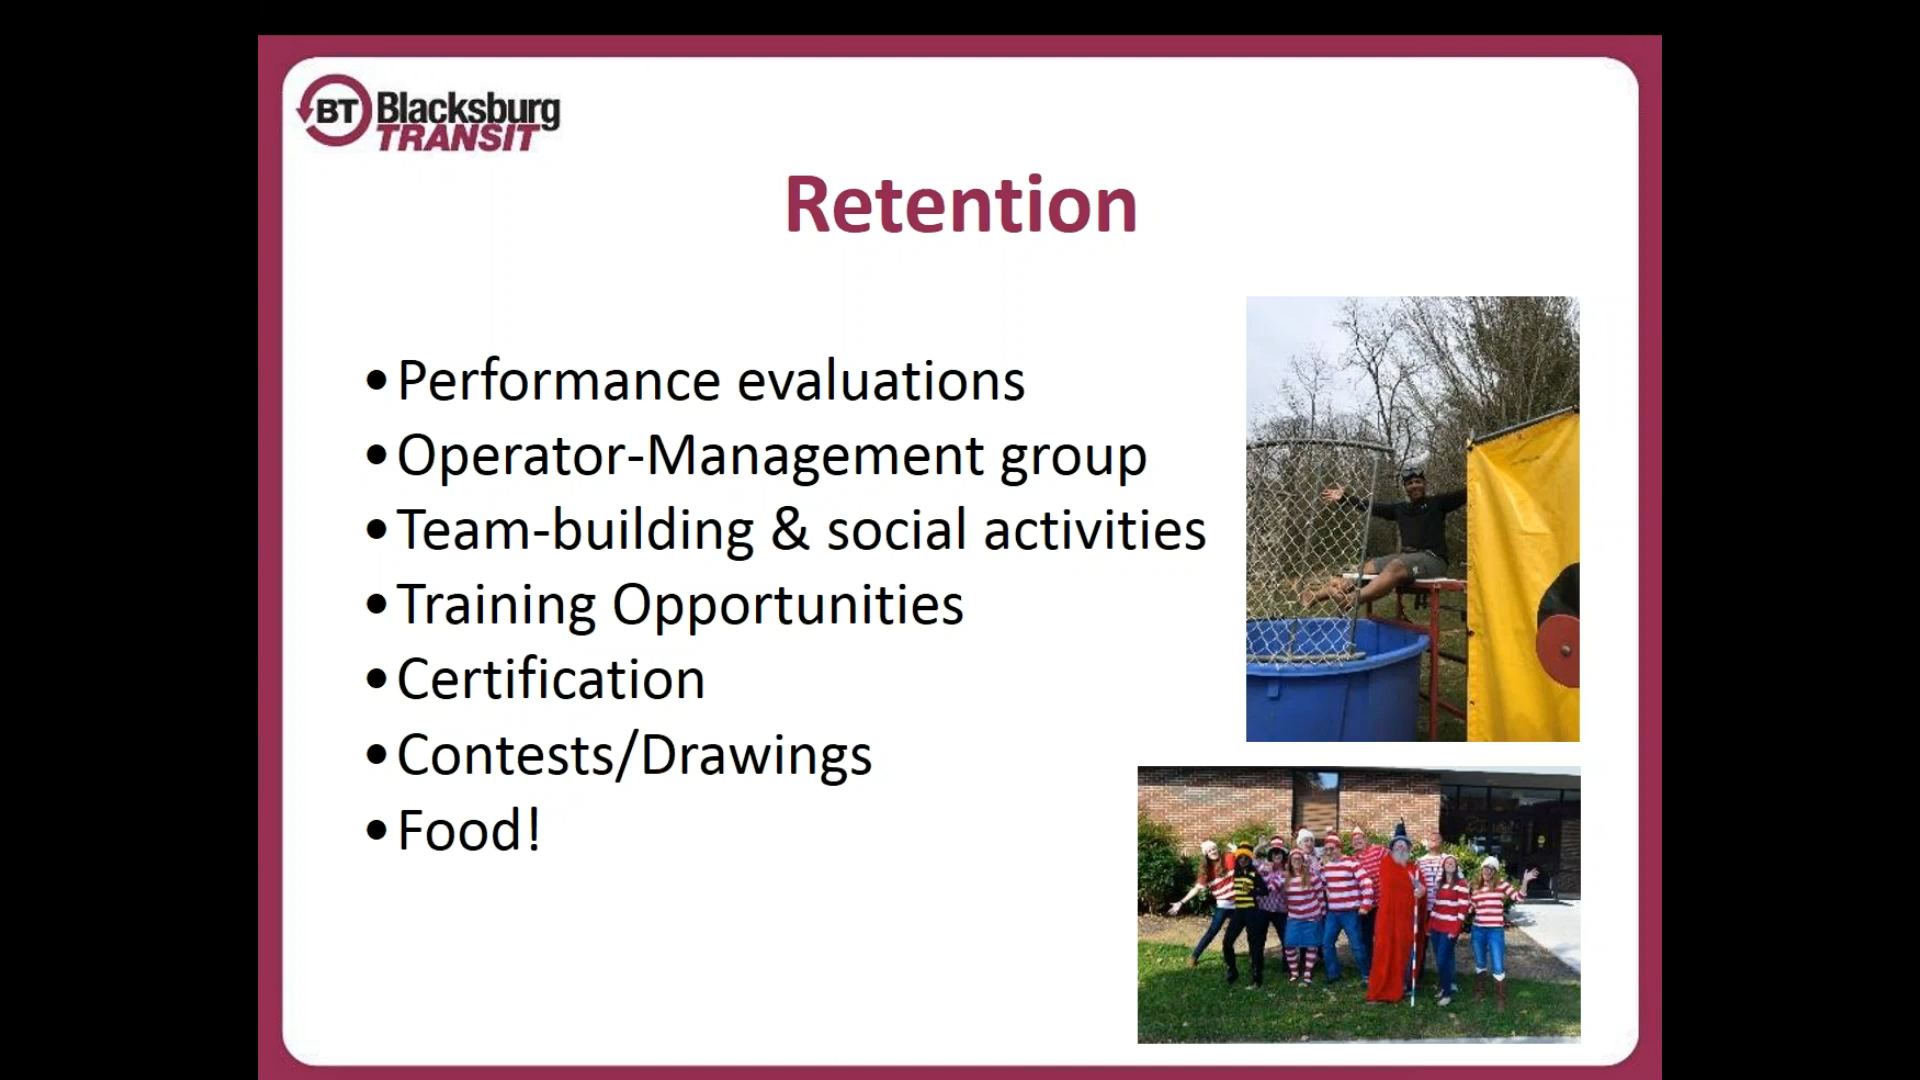 BT Blacksburg
TRANSIT
Retention
• Performance evaluations
• Operator-Management group
• Team-building & social activities
• Training Opportunities
• Certification
• Contests/Drawings
• Food!